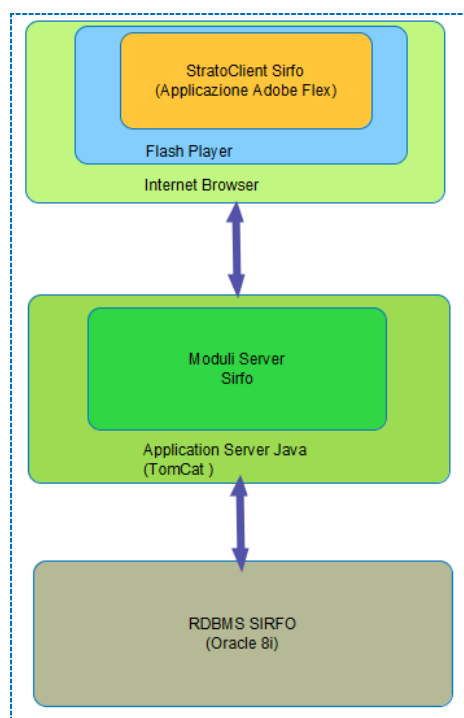 StratoClient Sirfo
(Applicazione Adobe Flex)
Flash Player
Internet Browser
Moduli Server
Sirfo
Application Server Java
(TomCat )
RDBMS SIRFO
(Oracle 8i)